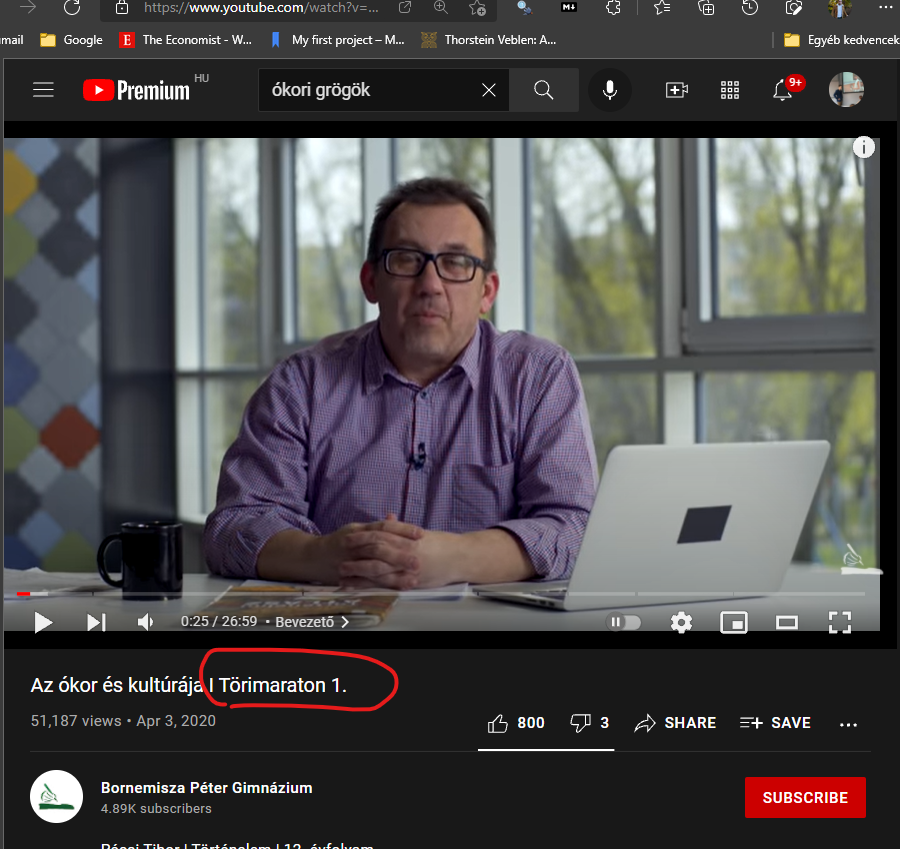 https://www.youtube.com/watch?v=...
mail
Google
The Economist - W...
My first project – M...
Thorstein Veblen: A...
Egyéb kedvencek
Premium HU
ókori grögök
9+
0:25 / 26:59 • Bevezető
Az ókor és kultúrája I Törimaraton 1.
51,187 views • Apr 3, 2020
800
3
SHARE
SAVE
Bornemisza Péter Gimnázium
4.89K subscribers
SUBSCRIBE